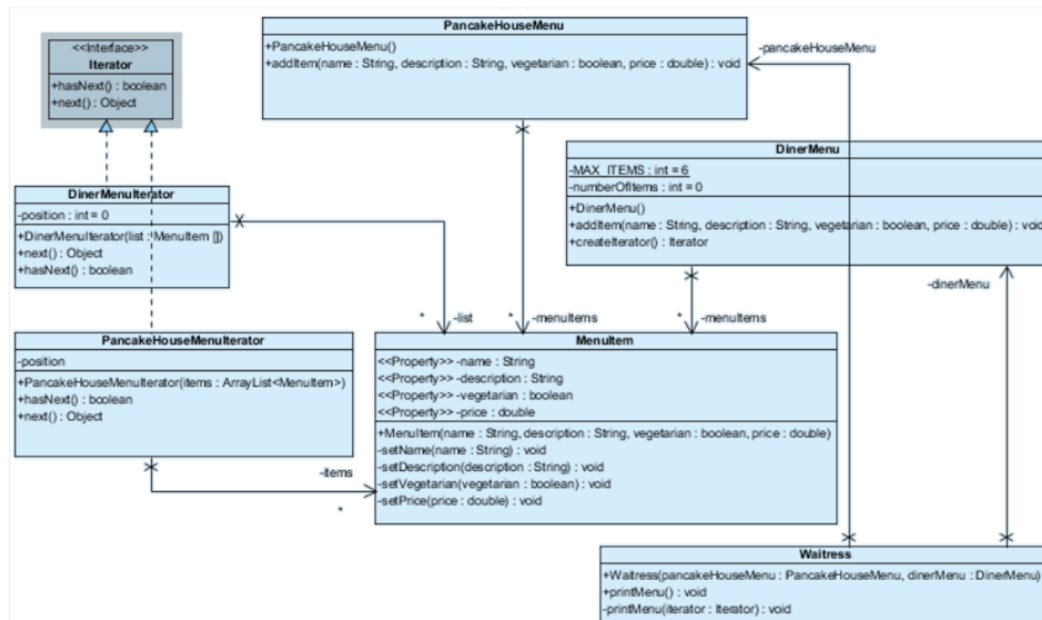 PancakeHouseMenu
+PancakeHouseMenu()
+addItem(name : String, description : String, vegetarian : boolean, price : double) : void
<<Interface>>
Iterator
+hasNext() : boolean
+next() : Object
-pancakeHouseMenu
DinerMenu
-MAX_ITEMS : int = 6
-numberOfItems : int = 0
+DinerMenu()
+addItem(name : String, description : String, vegetarian : boolean, price : double) : void
+createIterator() : Iterator
DinerMenuIterator
-position : int = 0
+DinerMenuIterator(list : MenuItem [])
+next() : Object
+hasNext() : boolean
-dinerMenu
* -list
* -menuItems
* -menuItems
PancakeHouseMenuIterator
-position
+PancakeHouseMenuIterator(items : ArrayList<MenuItem>)
+hasNext() : boolean
+next() : Object
MenuItem
<<Property>> -name : String
<<Property>> -description : String
<<Property>> -vegetarian : boolean
<<Property>> -price : double
+MenuItem(name : String, description : String, vegetarian : boolean, price : double)
-setName(name : String) : void
-setDescription(description : String) : void
-setVegetarian(vegetarian : boolean) : void
-setPrice(price : double) : void
-items
*
Waitress
+Waitress(pancakeHouseMenu : PancakeHouseMenu, dinerMenu : DinerMenu)
+printMenu() : void
-printMenu(iterator : Iterator) : void